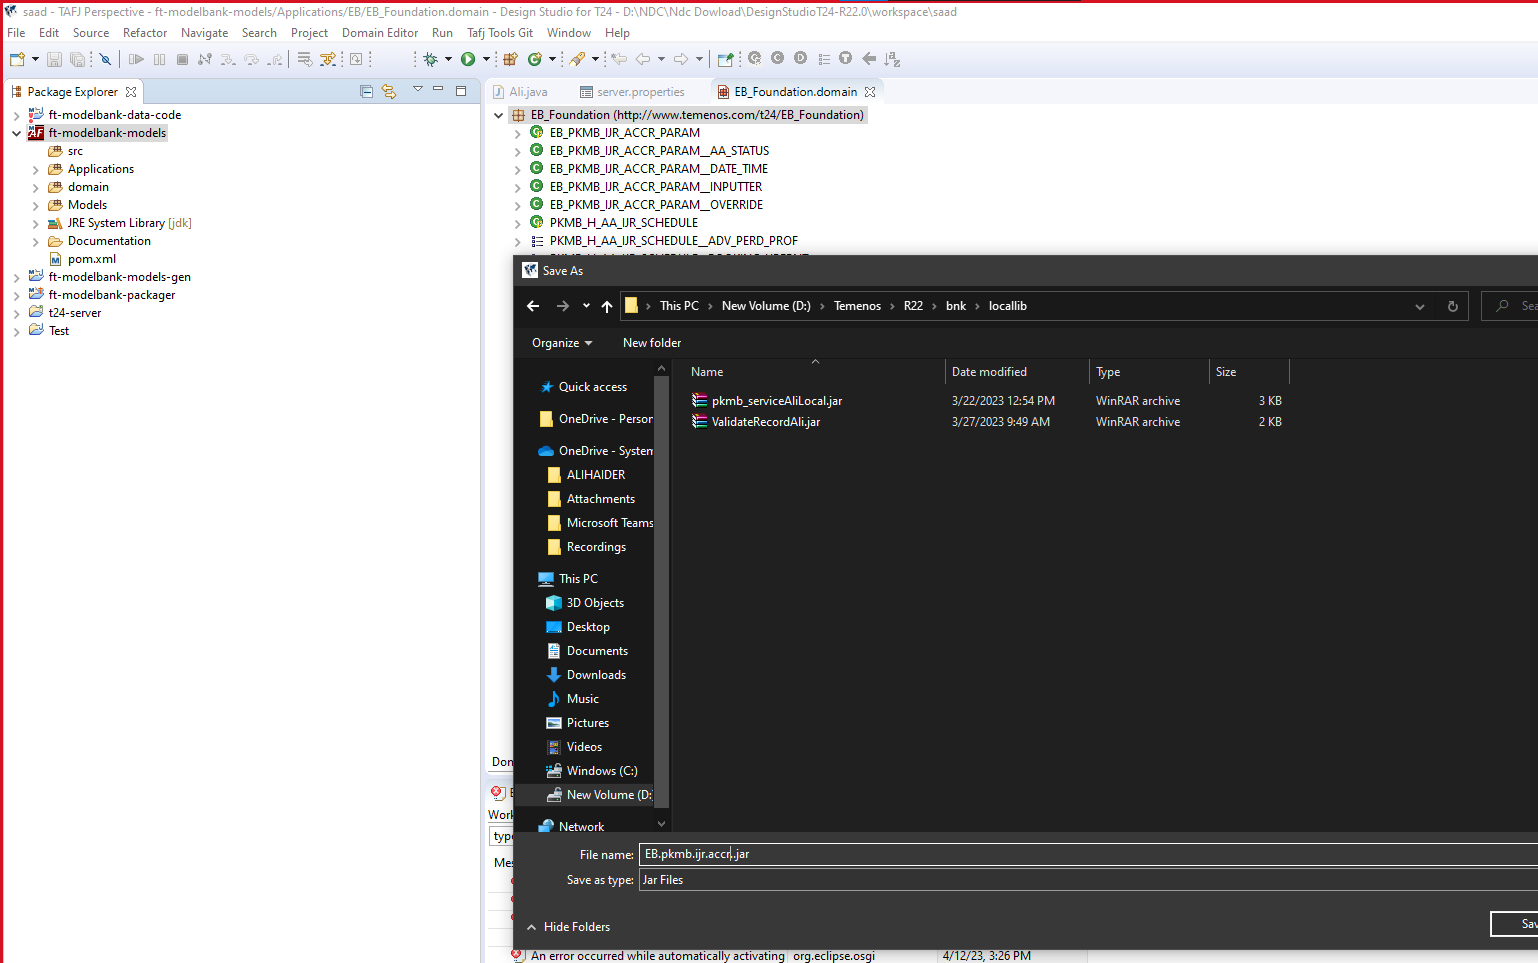 saad - TAFJ Perspective - ft-modelbank-models/Applications/EB/EB_Foundation.domain - Design Studio for T24 - D:\NDC\Ndc Dowload\DesignStudioT24-R22.0\workspace\saad
File Edit Source Refactor Navigate Search Project Domain Editor Run Tafj Tools Git Window Help
Package Explorer
Ali.java server.properties EB_Foundation.domain
ft-modelbank-data-code
ft-modelbank-models
src
Applications
domain
Models
JRE System Library [jdk]
Documentation
pom.xml
ft-modelbank-models-gen
ft-modelbank-packager
t24-server
Test
EB_Foundation (http://www.temenos.com/t24/EB_Foundation)
EB_PKMB_IJR_ACCR_PARAM
EB_PKMB_IJR_ACCR_PARAM__AA_STATUS
EB_PKMB_IJR_ACCR_PARAM__DATE_TIME
EB_PKMB_IJR_ACCR_PARAM__INPUTTER
EB_PKMB_IJR_ACCR_PARAM__OVERRIDE
PKMB_H_AA_IJR_SCHEDULE
PKMB_H_AA_IJR_SCHEDULE__ADV_PERD_PROF
Save As
This PC New Volume (D:) Temenos R22 bnk locallib
Sea
Organize New folder
Name Date modified Type Size
pkmb_serviceAliLocal.jar 3/22/2023 12:54 PM WinRAR archive 3 KB
ValidateRecordAli.jar 3/27/2023 9:49 AM WinRAR archive 2 KB
Quick access
OneDrive - Person
OneDrive - System
ALIHAIDER
Attachments
Microsoft Teams
Recordings
This PC
3D Objects
Desktop
Documents
Downloads
Music
Pictures
Videos
Windows (C:)
New Volume (D:
Network
File name: EB.pkmb.ijr.accr.jar
Save as type: Jar Files
Hide Folders
Sav
Don
Work
type
Mes
An error occurred while automatically activating org.eclipse.osgi 4/12/23, 3:26 PM